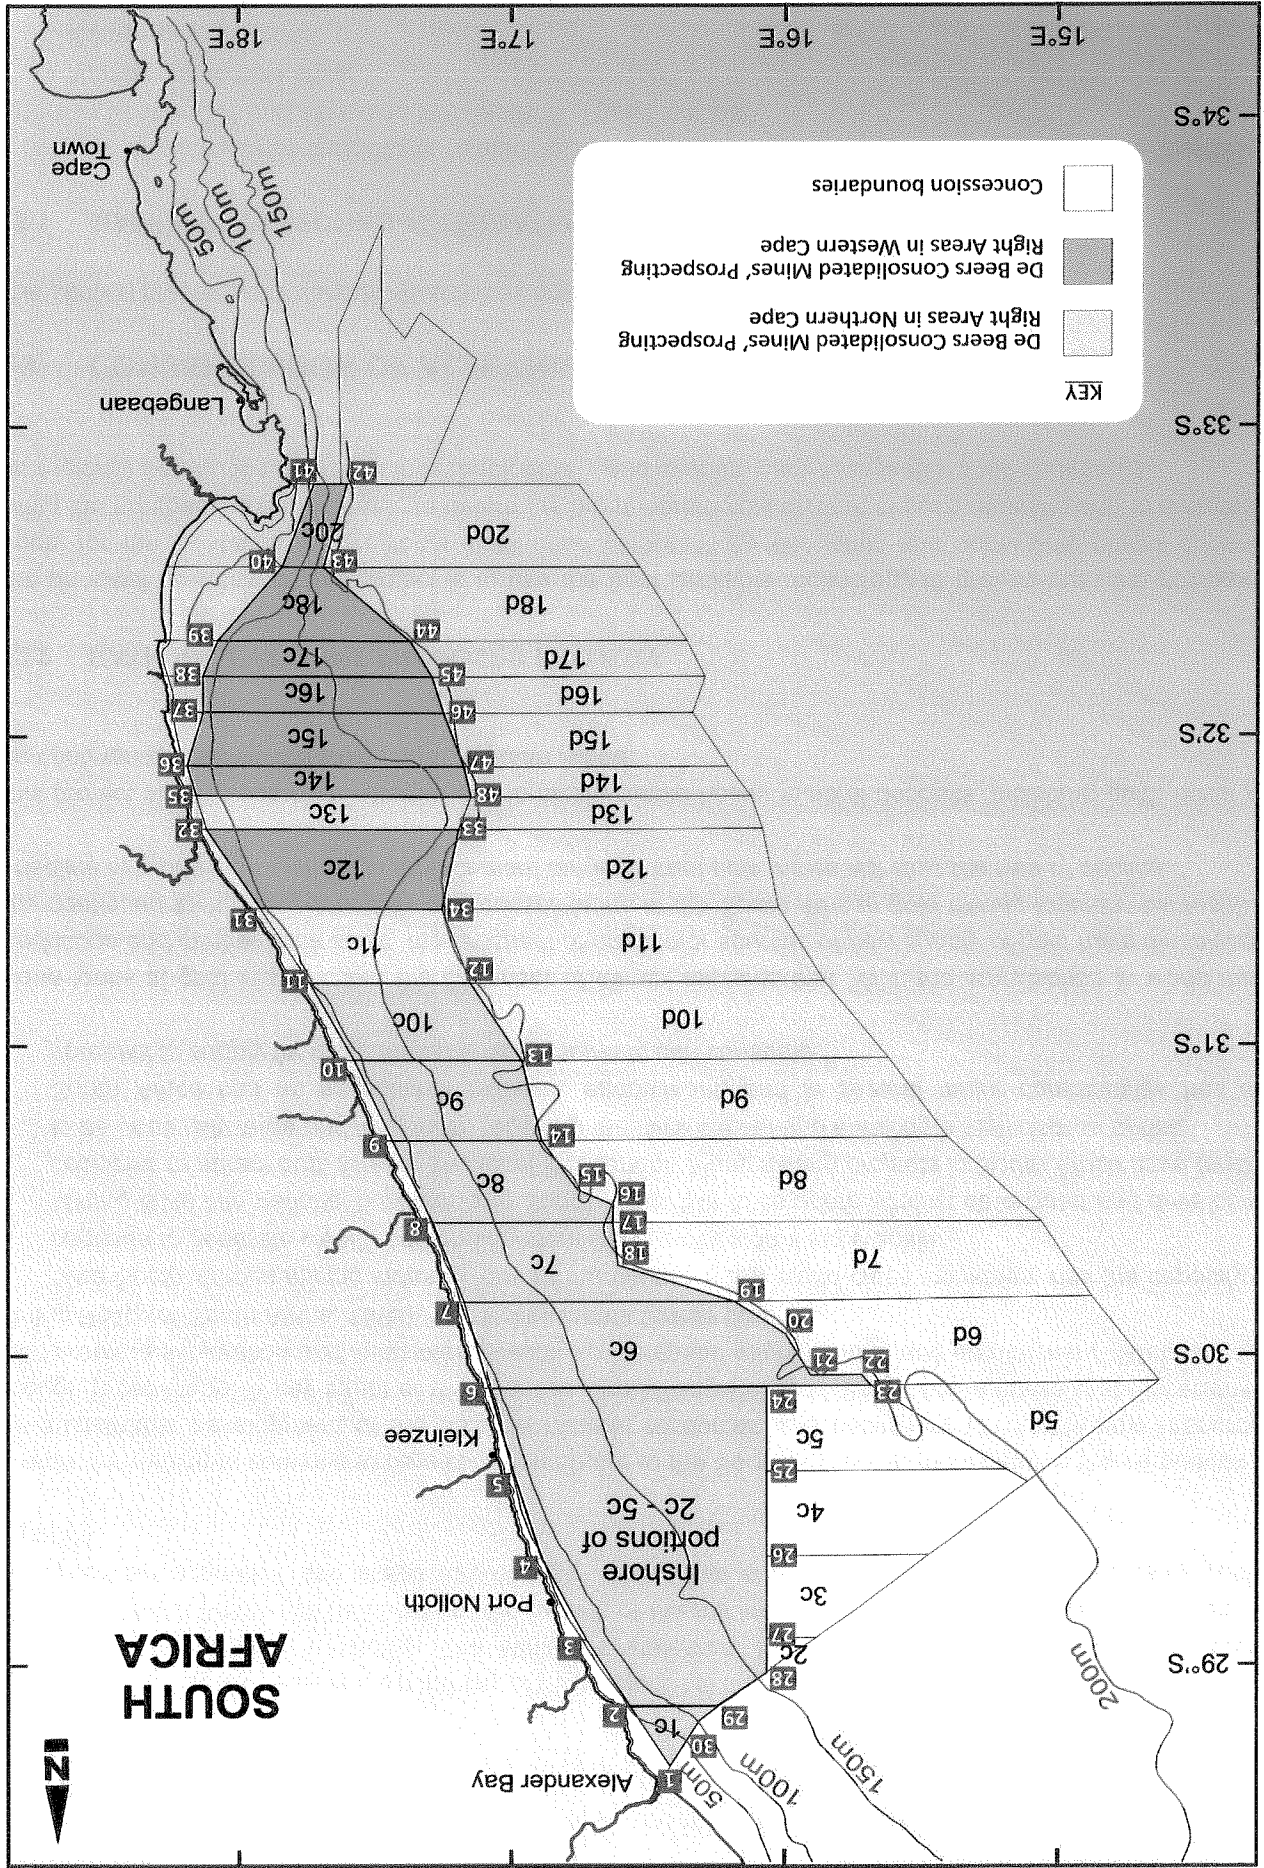 N
SOUTH
AFRICA
Alexander Bay
Port Nolloth
Kleinzee
Langebaan
Cape
Town
50m
100m
150m
200m
1
2
3
4
5
6
7
8
9
10
11
12
13
14
15
16
17
18
19
20
21
22
23
24
25
26
27
28
29
30
31
32
33
34
35
36
37
38
39
40
41
42
43
44
45
46
47
48
1c
2c
3c
4c
5c
Inshore
portions of
2c - 5c
5d
6d
6c
7d
7c
8d
8c
9d
9c
10d
10c
11d
11c
12d
12c
13d
13c
14d
14c
15d
15c
16d
16c
17d
17c
18d
18c
20d
20c
50m
100m
150m
29°S
30°S
31°S
32°S
33°S
34°S
KEY
De Beers Consolidated Mines' Prospecting
Right Areas in Northern Cape
De Beers Consolidated Mines' Prospecting
Right Areas in Western Cape
Concession boundaries
15°E
16°E
17°E
18°E